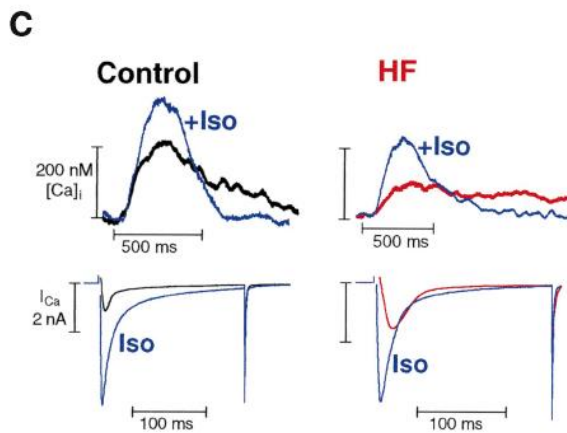 C
Control
HF
+Iso
+Iso
200 nM
[Ca]i
500 ms
500 ms
ICa
2 nA
Iso
Iso
100 ms
100 ms